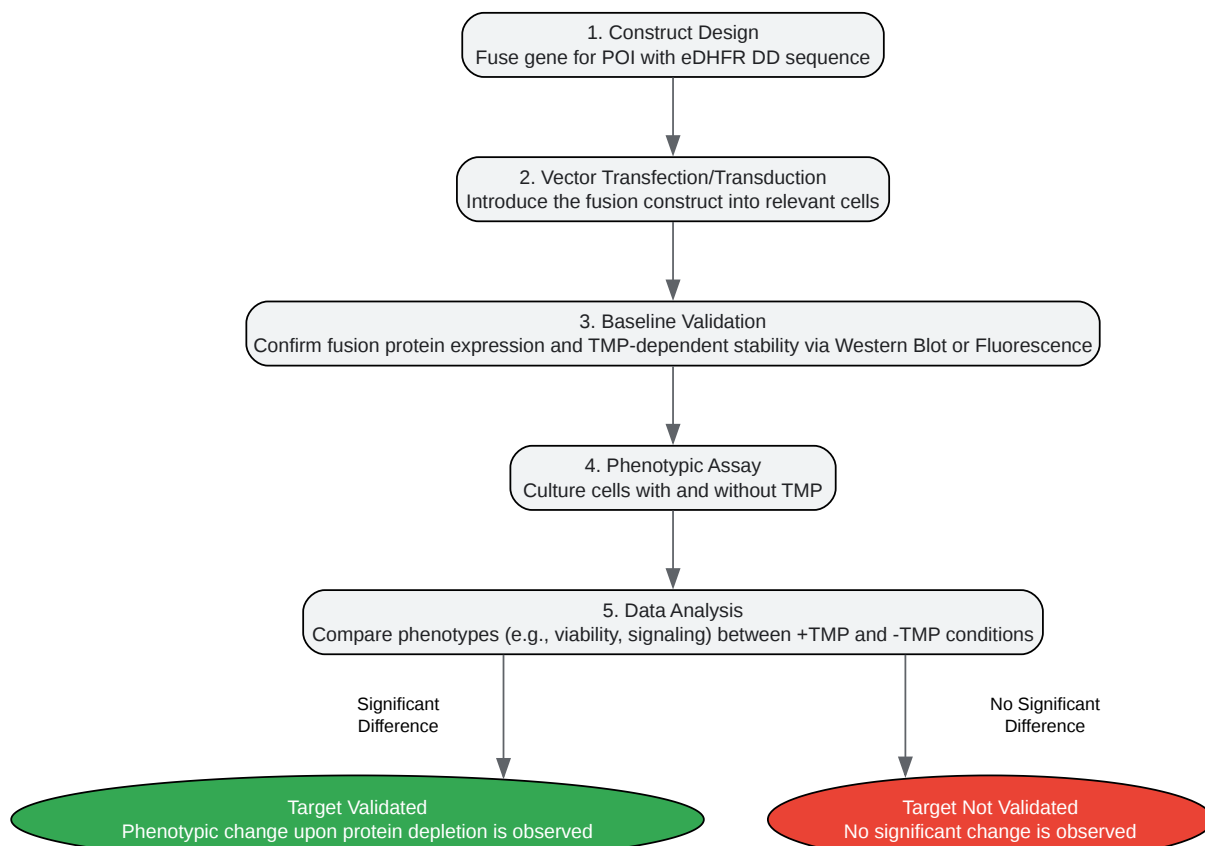 1. Construct Design
Fuse gene for POI with eDHFR DD sequence
2. Vector Transfection/Transduction
Introduce the fusion construct into relevant cells
3. Baseline Validation
Confirm fusion protein expression and TMP-dependent stability via Western Blot or Fluorescence
4. Phenotypic Assay
Culture cells with and without TMP
5. Data Analysis
Compare phenotypes (e.g., viability, signaling) between +TMP and -TMP conditions
Significant
Difference
No Significant
Difference
Target Validated
Phenotypic change upon protein depletion is observed
Target Not Validated
No significant change is observed